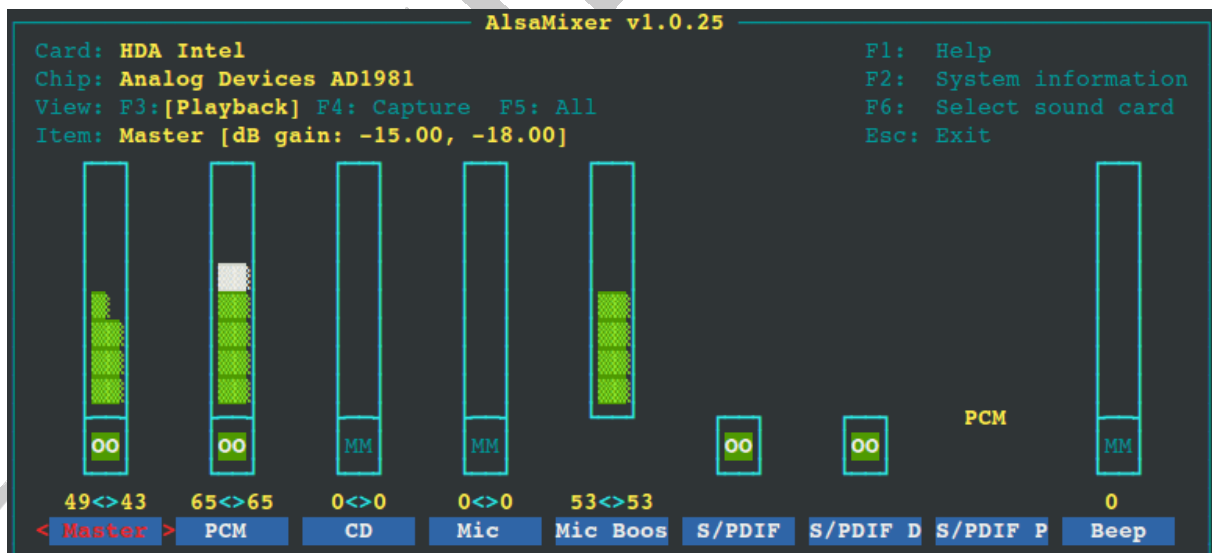 AlsaMixer v1.0.25
Card: HDA Intel F1: Help
Chip: Analog Devices AD1981 F2: System information
View: F3:[Playback] F4: Capture F5: All F6: Select sound card
Item: Master [dB gain: -15.00, -18.00] Esc: Exit
PCM
OO OO MM MM OO OO MM
49<>43 65<>65 0<>0 0<>0 53<>53 0
< Master > PCM CD Mic Mic Boos S/PDIF S/PDIF D S/PDIF P Beep